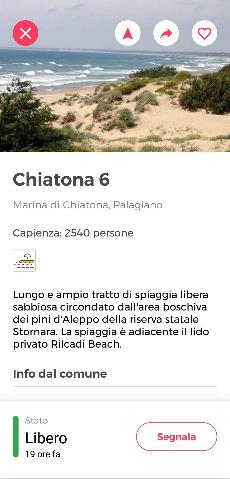 Chiatona 6
Marina di Chiatona, Palagiano
Capienza: 2540 persone
Lungo e ampio tratto di spiaggia libera
sabbiosa circondato dall'area boschiva
dei pini d'Aleppo della riserva statale
Stornara. La spiaggia è adiacente il lido
privato Rilcadi Beach.
Info dal comune
Stato
Libero
19 ore fa
Segnala